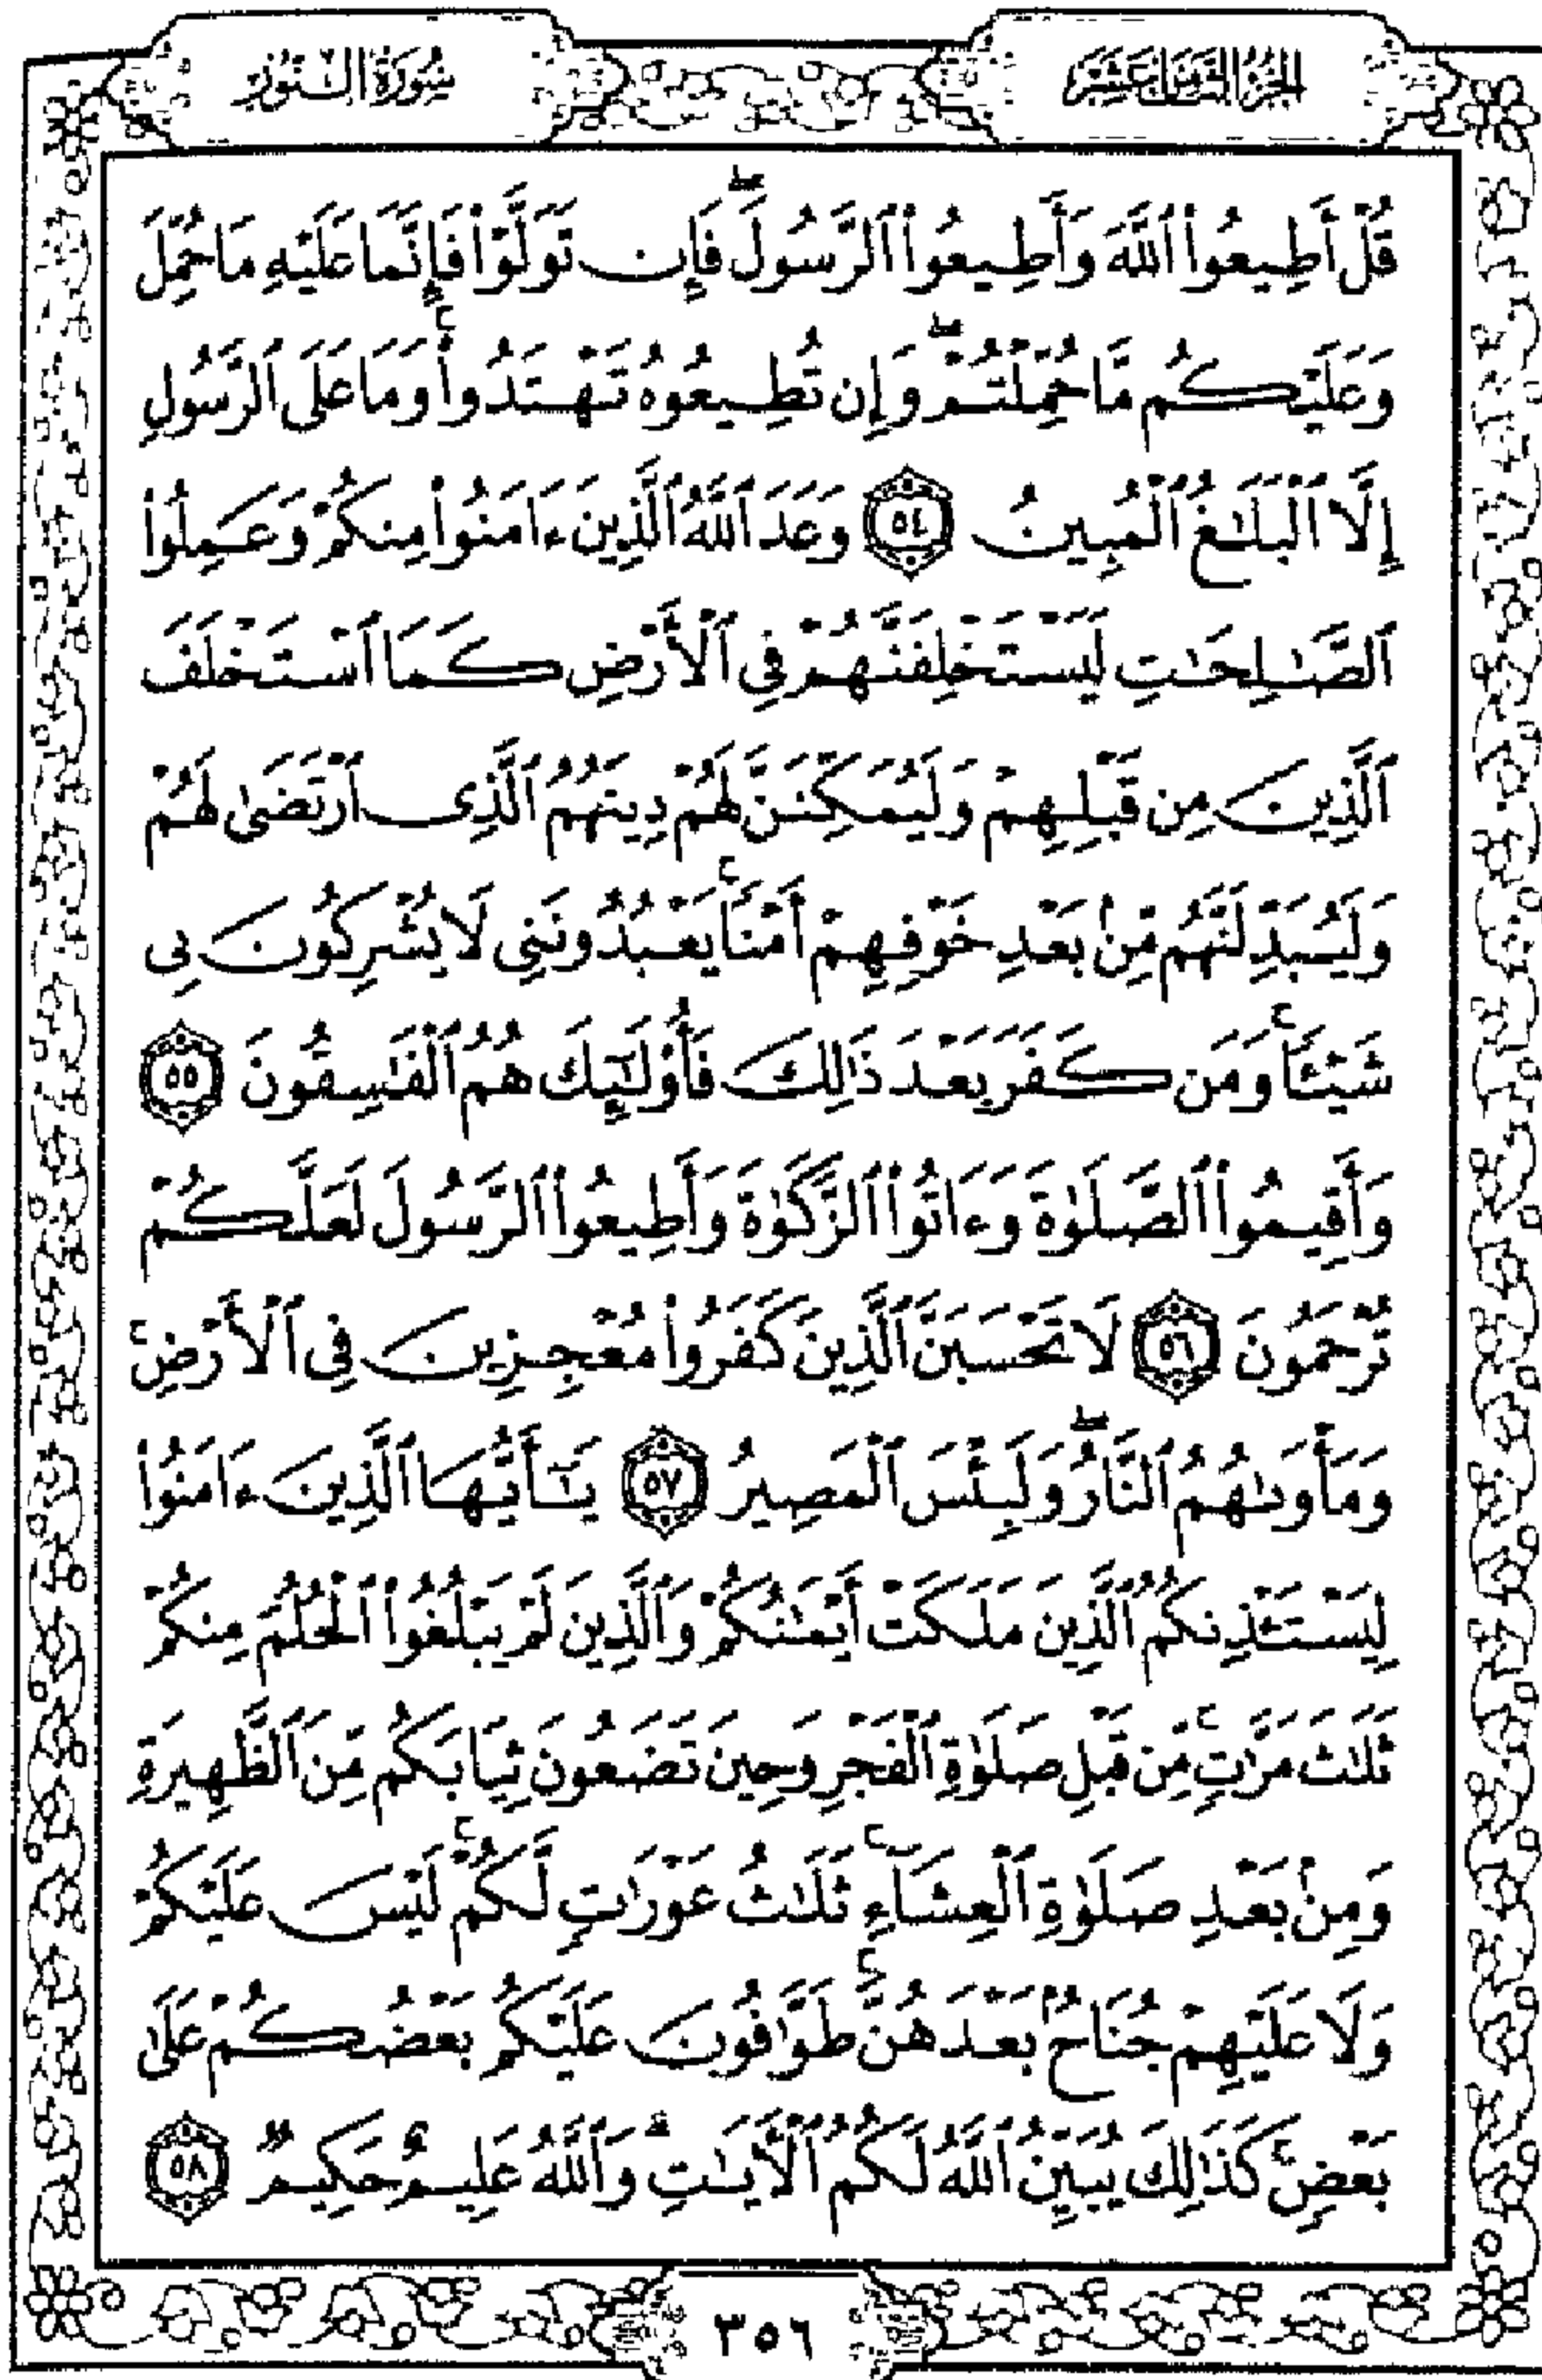 الجزء الثامن عشر
سورة النور
قُلْ أَطِيعُوا۟ ٱللَّهَ وَأَطِيعُوا۟ ٱلرَّسُولَ ۖ فَإِن تَوَلَّوْا۟ فَإِنَّمَا عَلَيْهِ مَا حُمِّلَ
وَعَلَيْكُم مَّا حُمِّلْتُمْ ۖ وَإِن تُطِيعُوهُ تَهْتَدُوا۟ ۚ وَمَا عَلَى ٱلرَّسُولِ
إِلَّا ٱلْبَلَـٰغُ ٱلْمُبِينُ ٥٤ وَعَدَ ٱللَّهُ ٱلَّذِينَ ءَامَنُوا۟ مِنكُمْ وَعَمِلُوا۟
ٱلصَّـٰلِحَـٰتِ لَيَسْتَخْلِفَنَّهُمْ فِى ٱلْأَرْضِ كَمَا ٱسْتَخْلَفَ
ٱلَّذِينَ مِن قَبْلِهِمْ وَلَيُمَكِّنَنَّ لَهُمْ دِينَهُمُ ٱلَّذِى ٱرْتَضَىٰ لَهُمْ
وَلَيُبَدِّلَنَّهُم مِّنۢ بَعْدِ خَوْفِهِمْ أَمْنًا ۚ يَعْبُدُونَنِى لَا يُشْرِكُونَ بِى
شَيْـًٔا ۚ وَمَن كَفَرَ بَعْدَ ذَٰلِكَ فَأُو۟لَـٰٓئِكَ هُمُ ٱلْفَـٰسِقُونَ ٥٥
وَأَقِيمُوا۟ ٱلصَّلَوٰةَ وَءَاتُوا۟ ٱلزَّكَوٰةَ وَأَطِيعُوا۟ ٱلرَّسُولَ لَعَلَّكُمْ
تُرْحَمُونَ ٥٦ لَا تَحْسَبَنَّ ٱلَّذِينَ كَفَرُوا۟ مُعْجِزِينَ فِى ٱلْأَرْضِ ۚ
وَمَأْوَىٰهُمُ ٱلنَّارُ ۖ وَلَبِئْسَ ٱلْمَصِيرُ ٥٧ يَـٰٓأَيُّهَا ٱلَّذِينَ ءَامَنُوا۟
لِيَسْتَـْٔذِنكُمُ ٱلَّذِينَ مَلَكَتْ أَيْمَـٰنُكُمْ وَٱلَّذِينَ لَمْ يَبْلُغُوا۟ ٱلْحُلُمَ مِنكُمْ
ثَلَـٰثَ مَرَّٰتٍ ۚ مِّن قَبْلِ صَلَوٰةِ ٱلْفَجْرِ وَحِينَ تَضَعُونَ ثِيَابَكُم مِّنَ ٱلظَّهِيرَةِ
وَمِنۢ بَعْدِ صَلَوٰةِ ٱلْعِشَآءِ ۚ ثَلَـٰثُ عَوْرَٰتٍ لَّكُمْ ۚ لَيْسَ عَلَيْكُمْ
وَلَا عَلَيْهِمْ جُنَاحٌۢ بَعْدَهُنَّ ۚ طَوَّٰفُونَ عَلَيْكُم بَعْضُكُمْ عَلَىٰ
بَعْضٍ ۚ كَذَٰلِكَ يُبَيِّنُ ٱللَّهُ لَكُمُ ٱلْـَٔايَـٰتِ ۗ وَٱللَّهُ عَلِيمٌ حَكِيمٌ ٥٨
٣٥٦